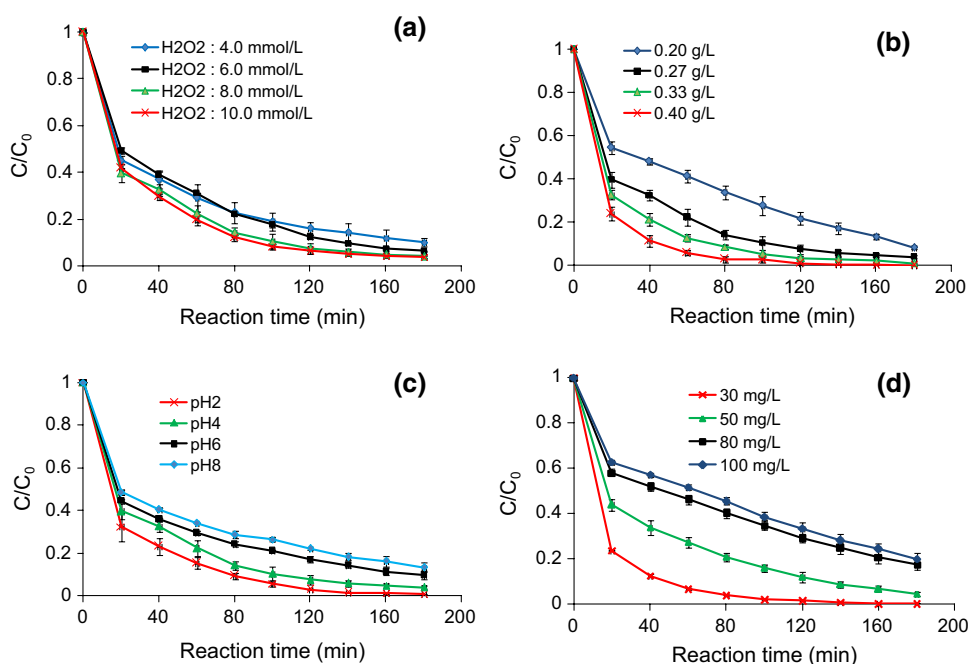 (a)
H2O2 : 4.0 mmol/L
H2O2 : 6.0 mmol/L
H2O2 : 8.0 mmol/L
H2O2 : 10.0 mmol/L
1
0.8
0.6
0.4
0.2
0
C/C0
0 40 80 120 160 200
Reaction time (min)
(b)
0.20 g/L
0.27 g/L
0.33 g/L
0.40 g/L
1
0.8
0.6
0.4
0.2
0
C/C0
0 40 80 120 160 200
Reaction time (min)
(c)
pH2
pH4
pH6
pH8
1
0.8
0.6
0.4
0.2
0
C/C0
0 40 80 120 160 200
Reaction time (min)
(d)
30 mg/L
50 mg/L
80 mg/L
100 mg/L
1
0.8
0.6
0.4
0.2
0
C/C0
0 40 80 120 160 200
Reaction time (min)